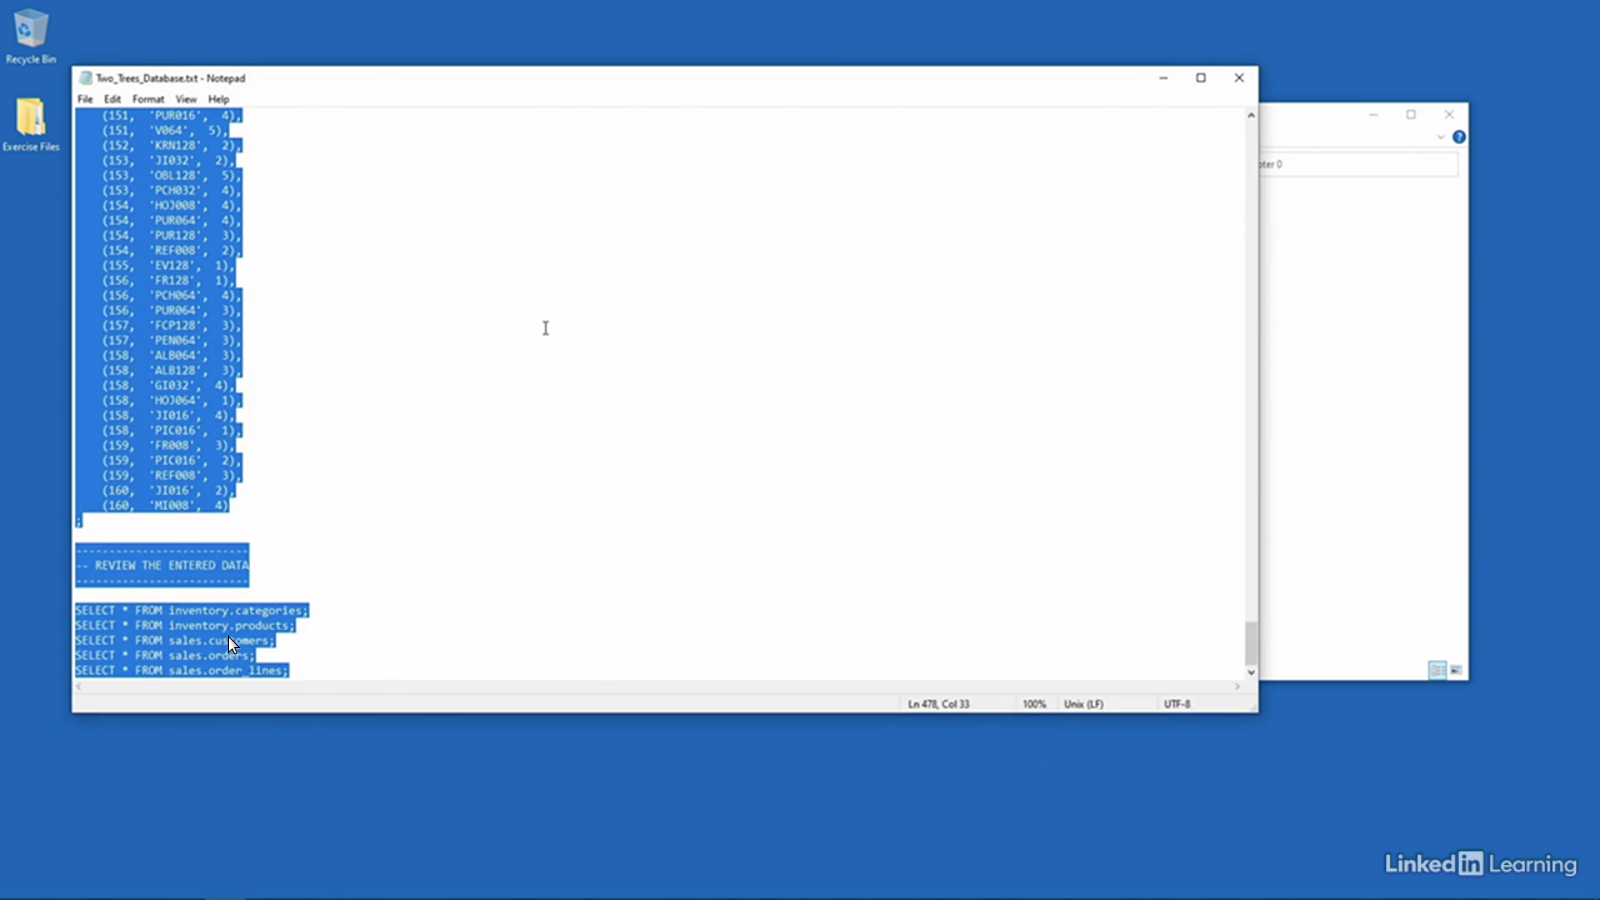 Recycle Bin
Exercise Files
Two_Trees_Database.txt - Notepad
File Edit Format View Help
(151, 'PUR016', 4),
(151, 'V064', 5),
(152, 'KRN128', 2),
(153, 'JI032', 2),
(153, 'OBL128', 5),
(153, 'PCH032', 4),
(154, 'HOJ008', 4),
(154, 'PUR064', 4),
(154, 'PUR128', 3),
(154, 'REF008', 2),
(155, 'EV128', 1),
(156, 'FR128', 1),
(156, 'PCH064', 4),
(156, 'PUR064', 3),
(157, 'FCP128', 3),
(157, 'PEN064', 3),
(158, 'ALB064', 3),
(158, 'ALB128', 3),
(158, 'GI032', 4),
(158, 'HOJ064', 1),
(158, 'JI016', 4),
(158, 'PIC016', 1),
(159, 'FR008', 3),
(159, 'PIC016', 2),
(159, 'REF008', 3),
(160, 'JI016', 2),
(160, 'MI008', 4)
;
--------------------------
-- REVIEW THE ENTERED DATA
--------------------------
SELECT * FROM inventory.categories;
SELECT * FROM inventory.products;
SELECT * FROM sales.customers;
SELECT * FROM sales.orders;
SELECT * FROM sales.order_lines;
Ln 478, Col 33 100% Unix (LF) UTF-8
0
LinkedIn Learning